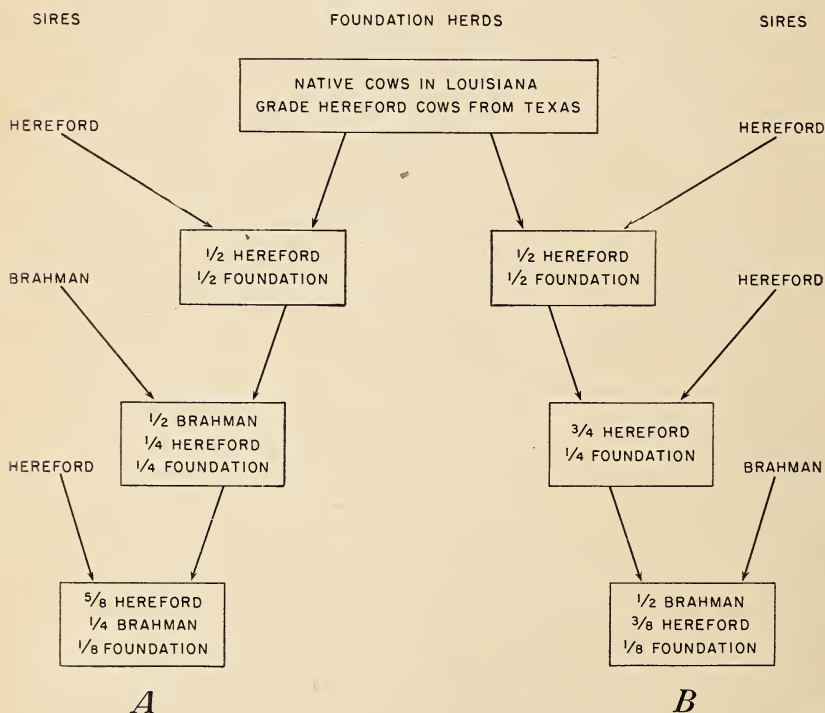 SIRES
FOUNDATION HERDS
SIRES
NATIVE COWS IN LOUISIANA
GRADE HEREFORD COWS FROM TEXAS
HEREFORD
HEREFORD
1/2 HEREFORD
1/2 FOUNDATION
1/2 HEREFORD
1/2 FOUNDATION
BRAHMAN
HEREFORD
1/2 BRAHMAN
1/4 HEREFORD
1/4 FOUNDATION
3/4 HEREFORD
1/4 FOUNDATION
HEREFORD
BRAHMAN
5/8 HEREFORD
1/4 BRAHMAN
1/8 FOUNDATION
1/2 BRAHMAN
3/8 HEREFORD
1/8 FOUNDATION
A
B